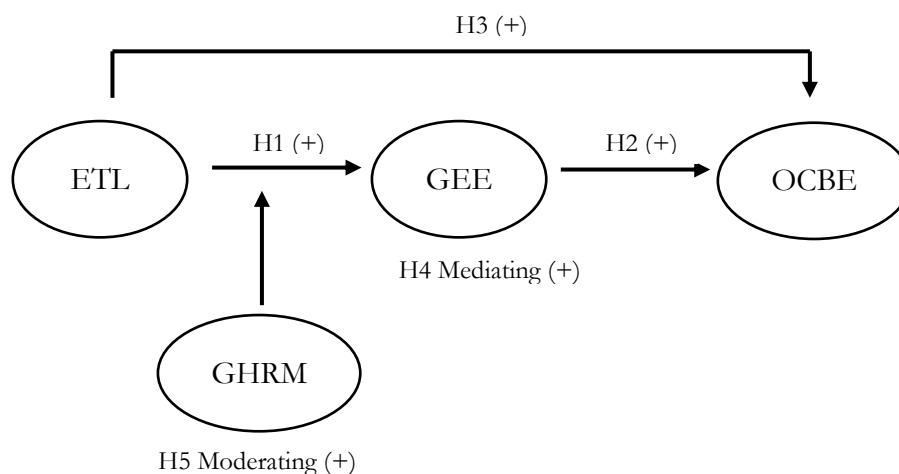 H3 (+)
H1 (+)
H2 (+)
ETL
GEE
OCBE
H4 Mediating (+)
GHRM
H5 Moderating (+)